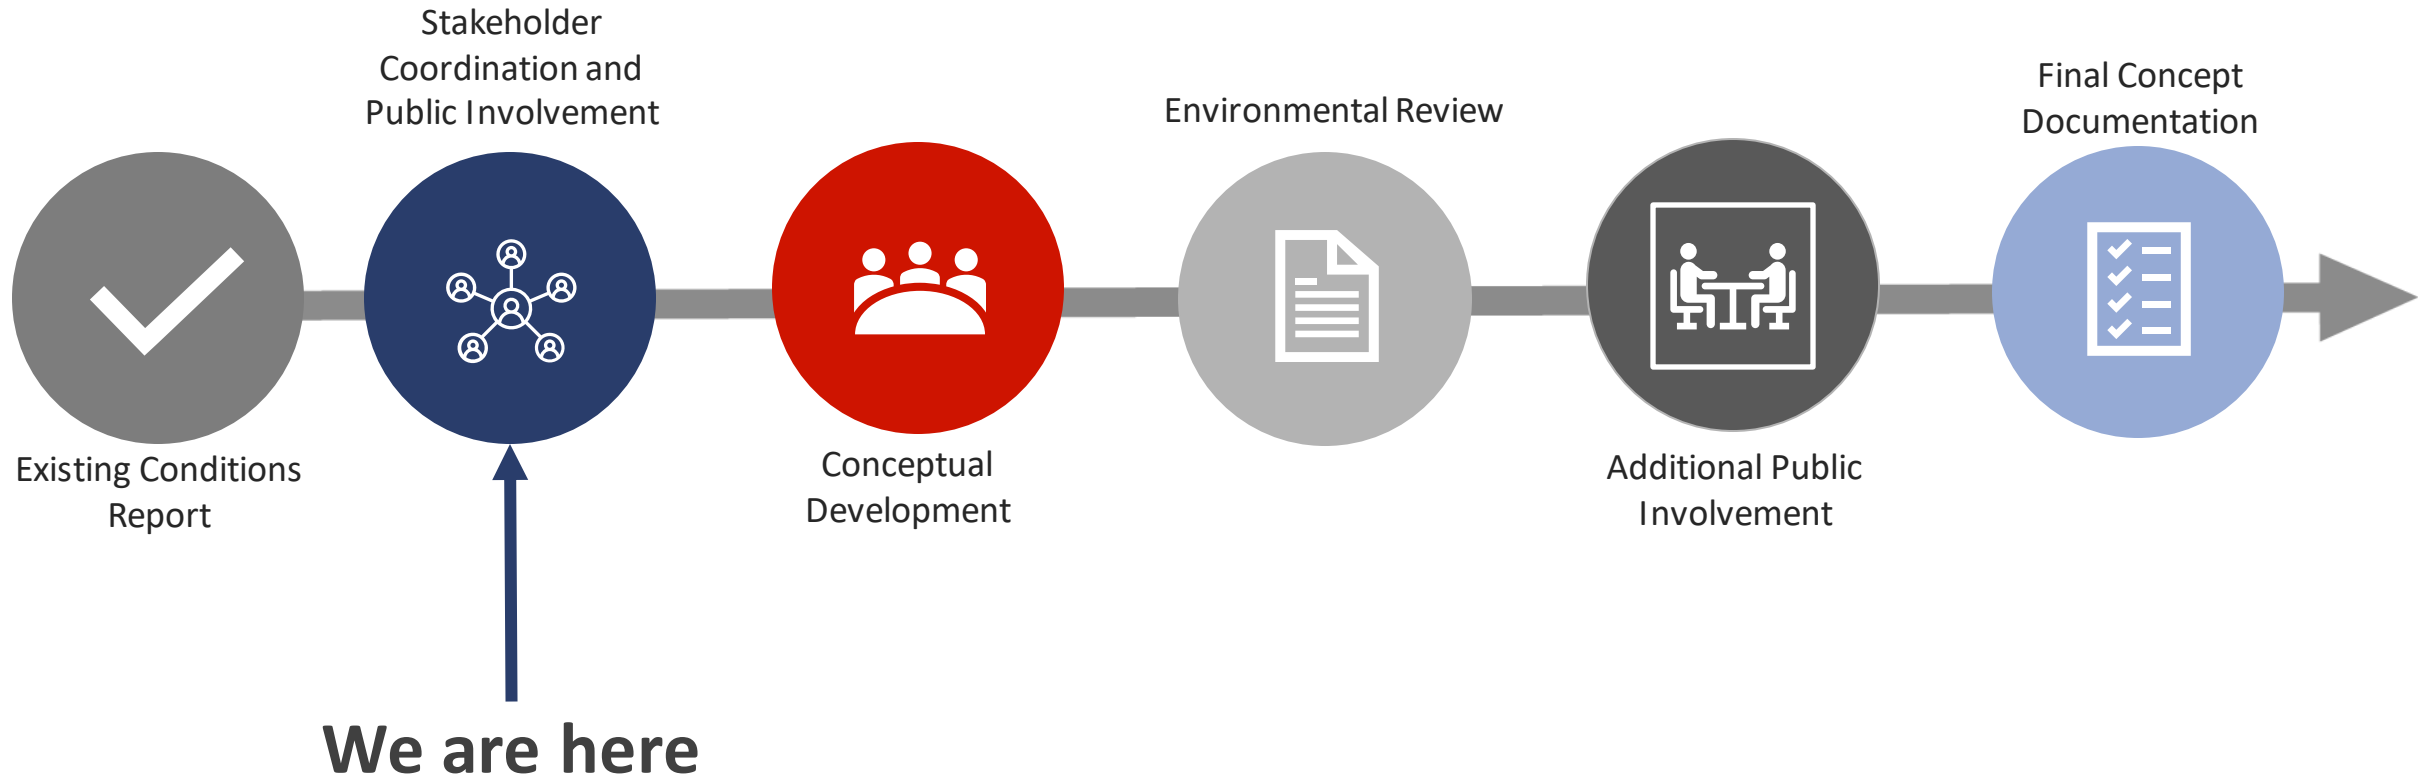 Stakeholder
Coordination and
Public Involvement
Environmental Review
Final Concept
Documentation
Existing Conditions
Report
Conceptual
Development
Additional Public
Involvement
We are here